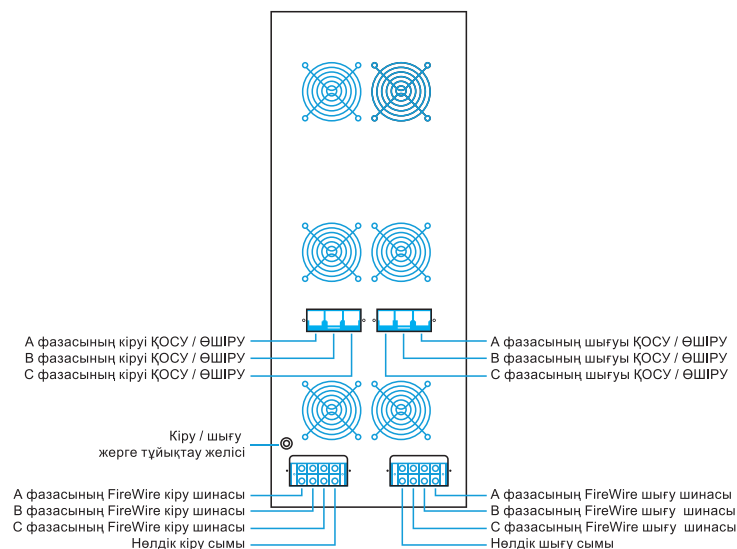 А фазасының кіруі ҚОСУ / ӨШІРУ
В фазасының кіруі ҚОСУ / ӨШІРУ
С фазасының кіруі ҚОСУ / ӨШІРУ
А фазасының шығуы ҚОСУ / ӨШІРУ
В фазасының шығуы ҚОСУ / ӨШІРУ
С фазасының шығуы ҚОСУ / ӨШІРУ
Кіру / шығу
жерге тұйықтау желісі
А фазасының FireWire кіру шинасы
В фазасының FireWire кіру шинасы
С фазасының FireWire кіру шинасы
Нөлдік кіру сымы
А фазасының FireWire шығу шинасы
В фазасының FireWire шығу шинасы
С фазасының FireWire шығу шинасы
Нөлдік шығу сымы